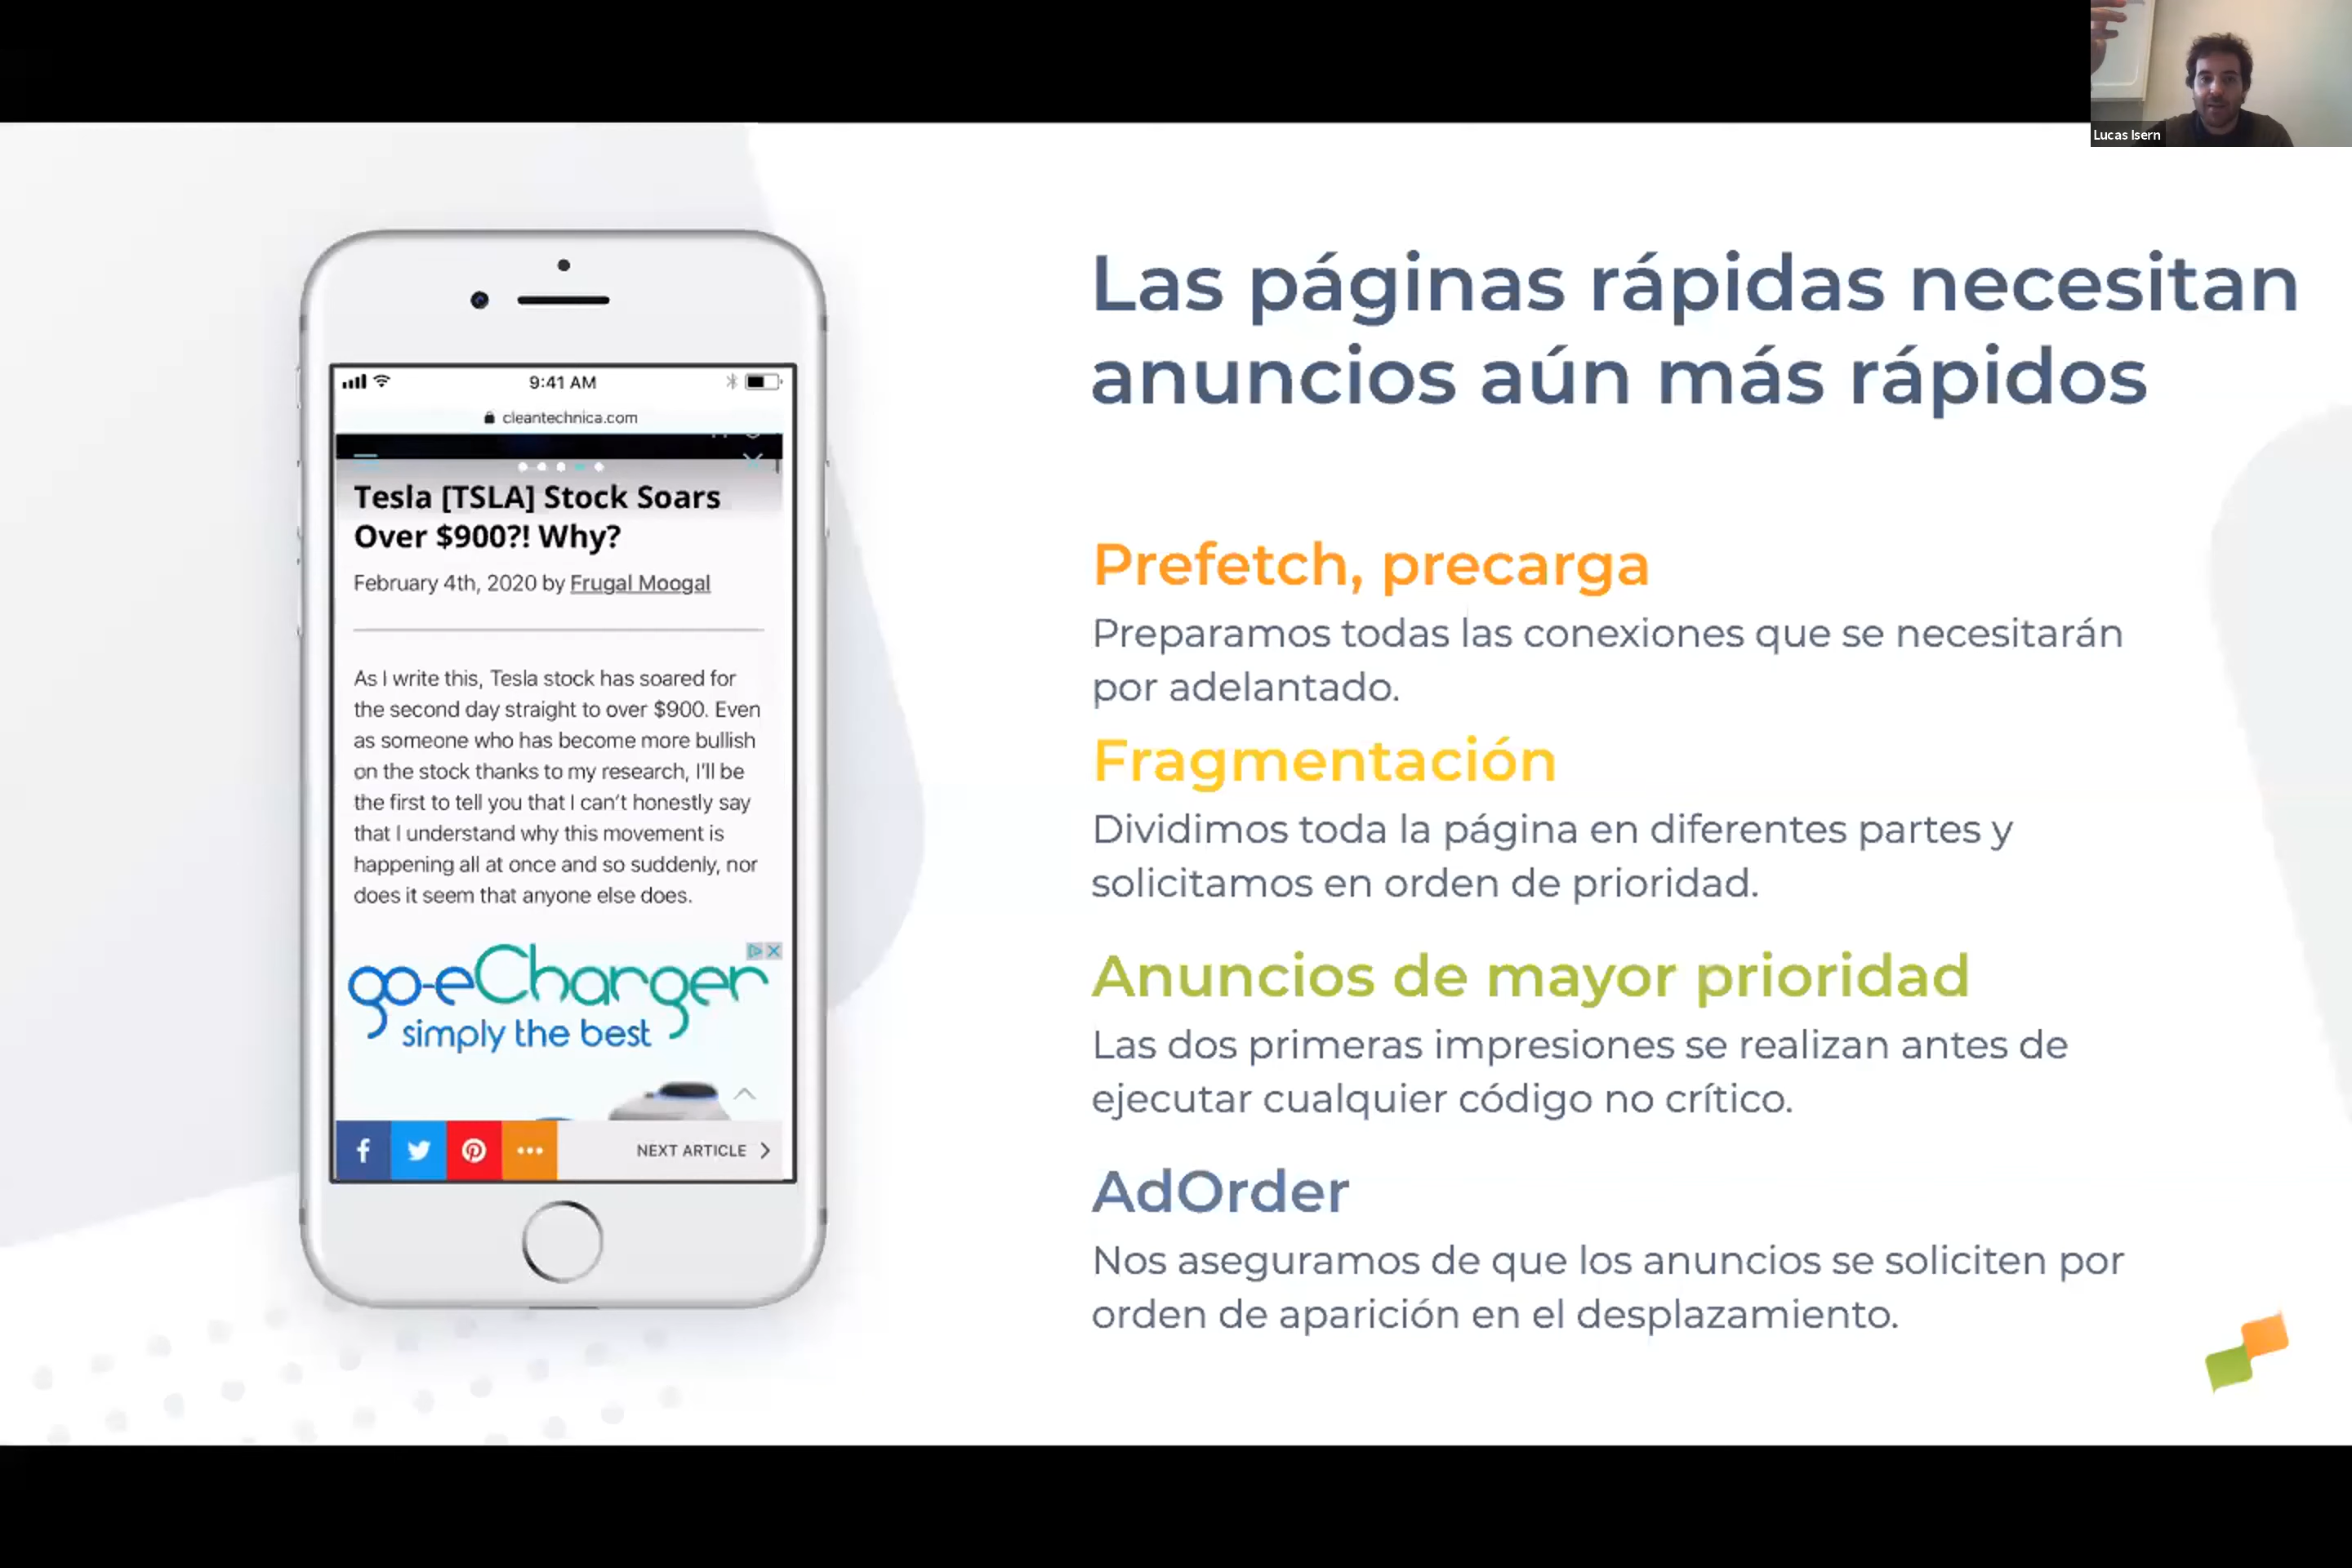 Lucas Isern
9:41 AM
cleantechnica.com
Tesla [TSLA] Stock Soars
Over $900?! Why?
February 4th, 2020 by Frugal Moogal
As I write this, Tesla stock has soared for
the second day straight to over $900. Even
as someone who has become more bullish
on the stock thanks to my research, I'll be
the first to tell you that I can't honestly say
that I understand why this movement is
happening all at once and so suddenly, nor
does it seem that anyone else does.
go-eCharger
simply the best
NEXT ARTICLE
Las páginas rápidas necesitan
anuncios aún más rápidos
Prefetch, precarga
Preparamos todas las conexiones que se necesitarán
por adelantado.
Fragmentación
Dividimos toda la página en diferentes partes y
solicitamos en orden de prioridad.
Anuncios de mayor prioridad
Las dos primeras impresiones se realizan antes de
ejecutar cualquier código no crítico.
AdOrder
Nos aseguramos de que los anuncios se soliciten por
orden de aparición en el desplazamiento.